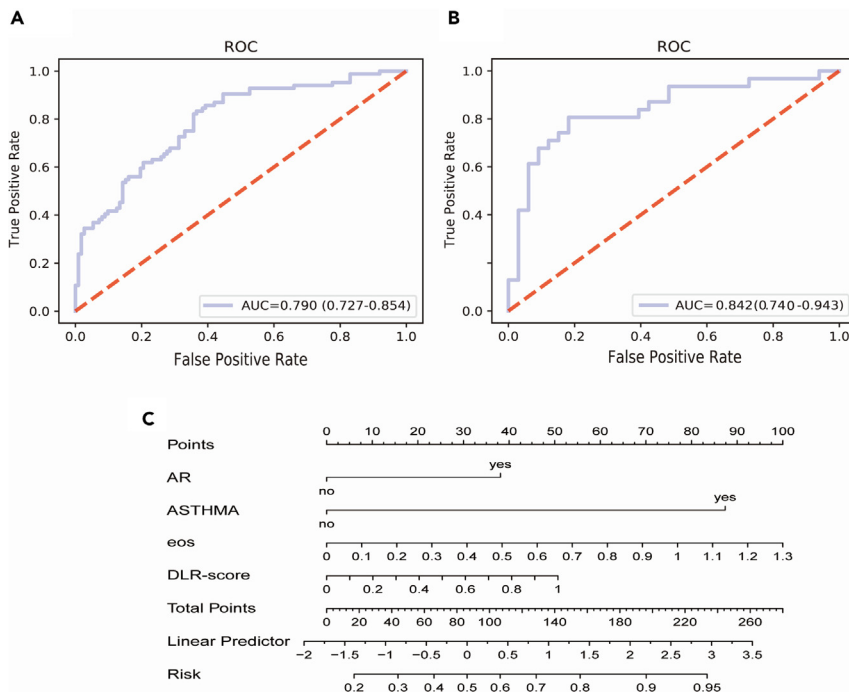 A
ROC
1.0
0.8
0.6
0.4
0.2
0.0
True Positive Rate
AUC=0.790 (0.727-0.854)
0.0 0.2 0.4 0.6 0.8 1.0
False Positive Rate
B
ROC
1.0
0.8
0.6
0.4
0.2
0.0
True Positive Rate
AUC=0.842(0.740-0.943)
0.0 0.2 0.4 0.6 0.8 1.0
False Positive Rate
C
0 10 20 30 40 50 60 70 80 90 100
Points
yes
AR
no
yes
ASTHMA
no
eos
0 0.1 0.2 0.3 0.4 0.5 0.6 0.7 0.8 0.9 1 1.1 1.2 1.3
DLR-score
0 0.2 0.4 0.6 0.8 1
Total Points
0 20 40 60 80 100 140 180 220 260
Linear Predictor
−2 −1.5 −1 −0.5 0 0.5 1 1.5 2 2.5 3 3.5
Risk
0.2 0.3 0.4 0.5 0.6 0.7 0.8 0.9 0.95